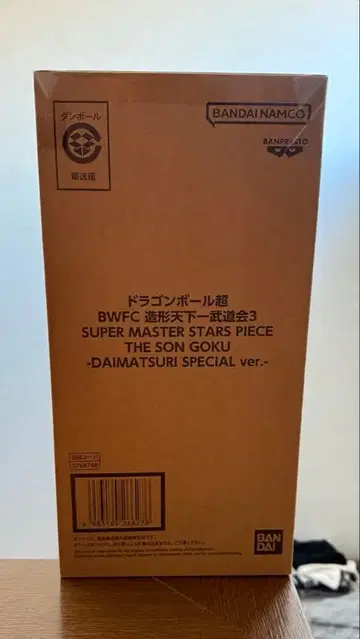 ダンボール
輸送箱
BANDAI NAMCO
BANPRESTO
ドラゴンボール超
BWFC 造形天下一武道会3
SUPER MASTER STARS PIECE
THE SON GOKU
-DAIMATSURI SPECIAL ver.-
BAN
DAI